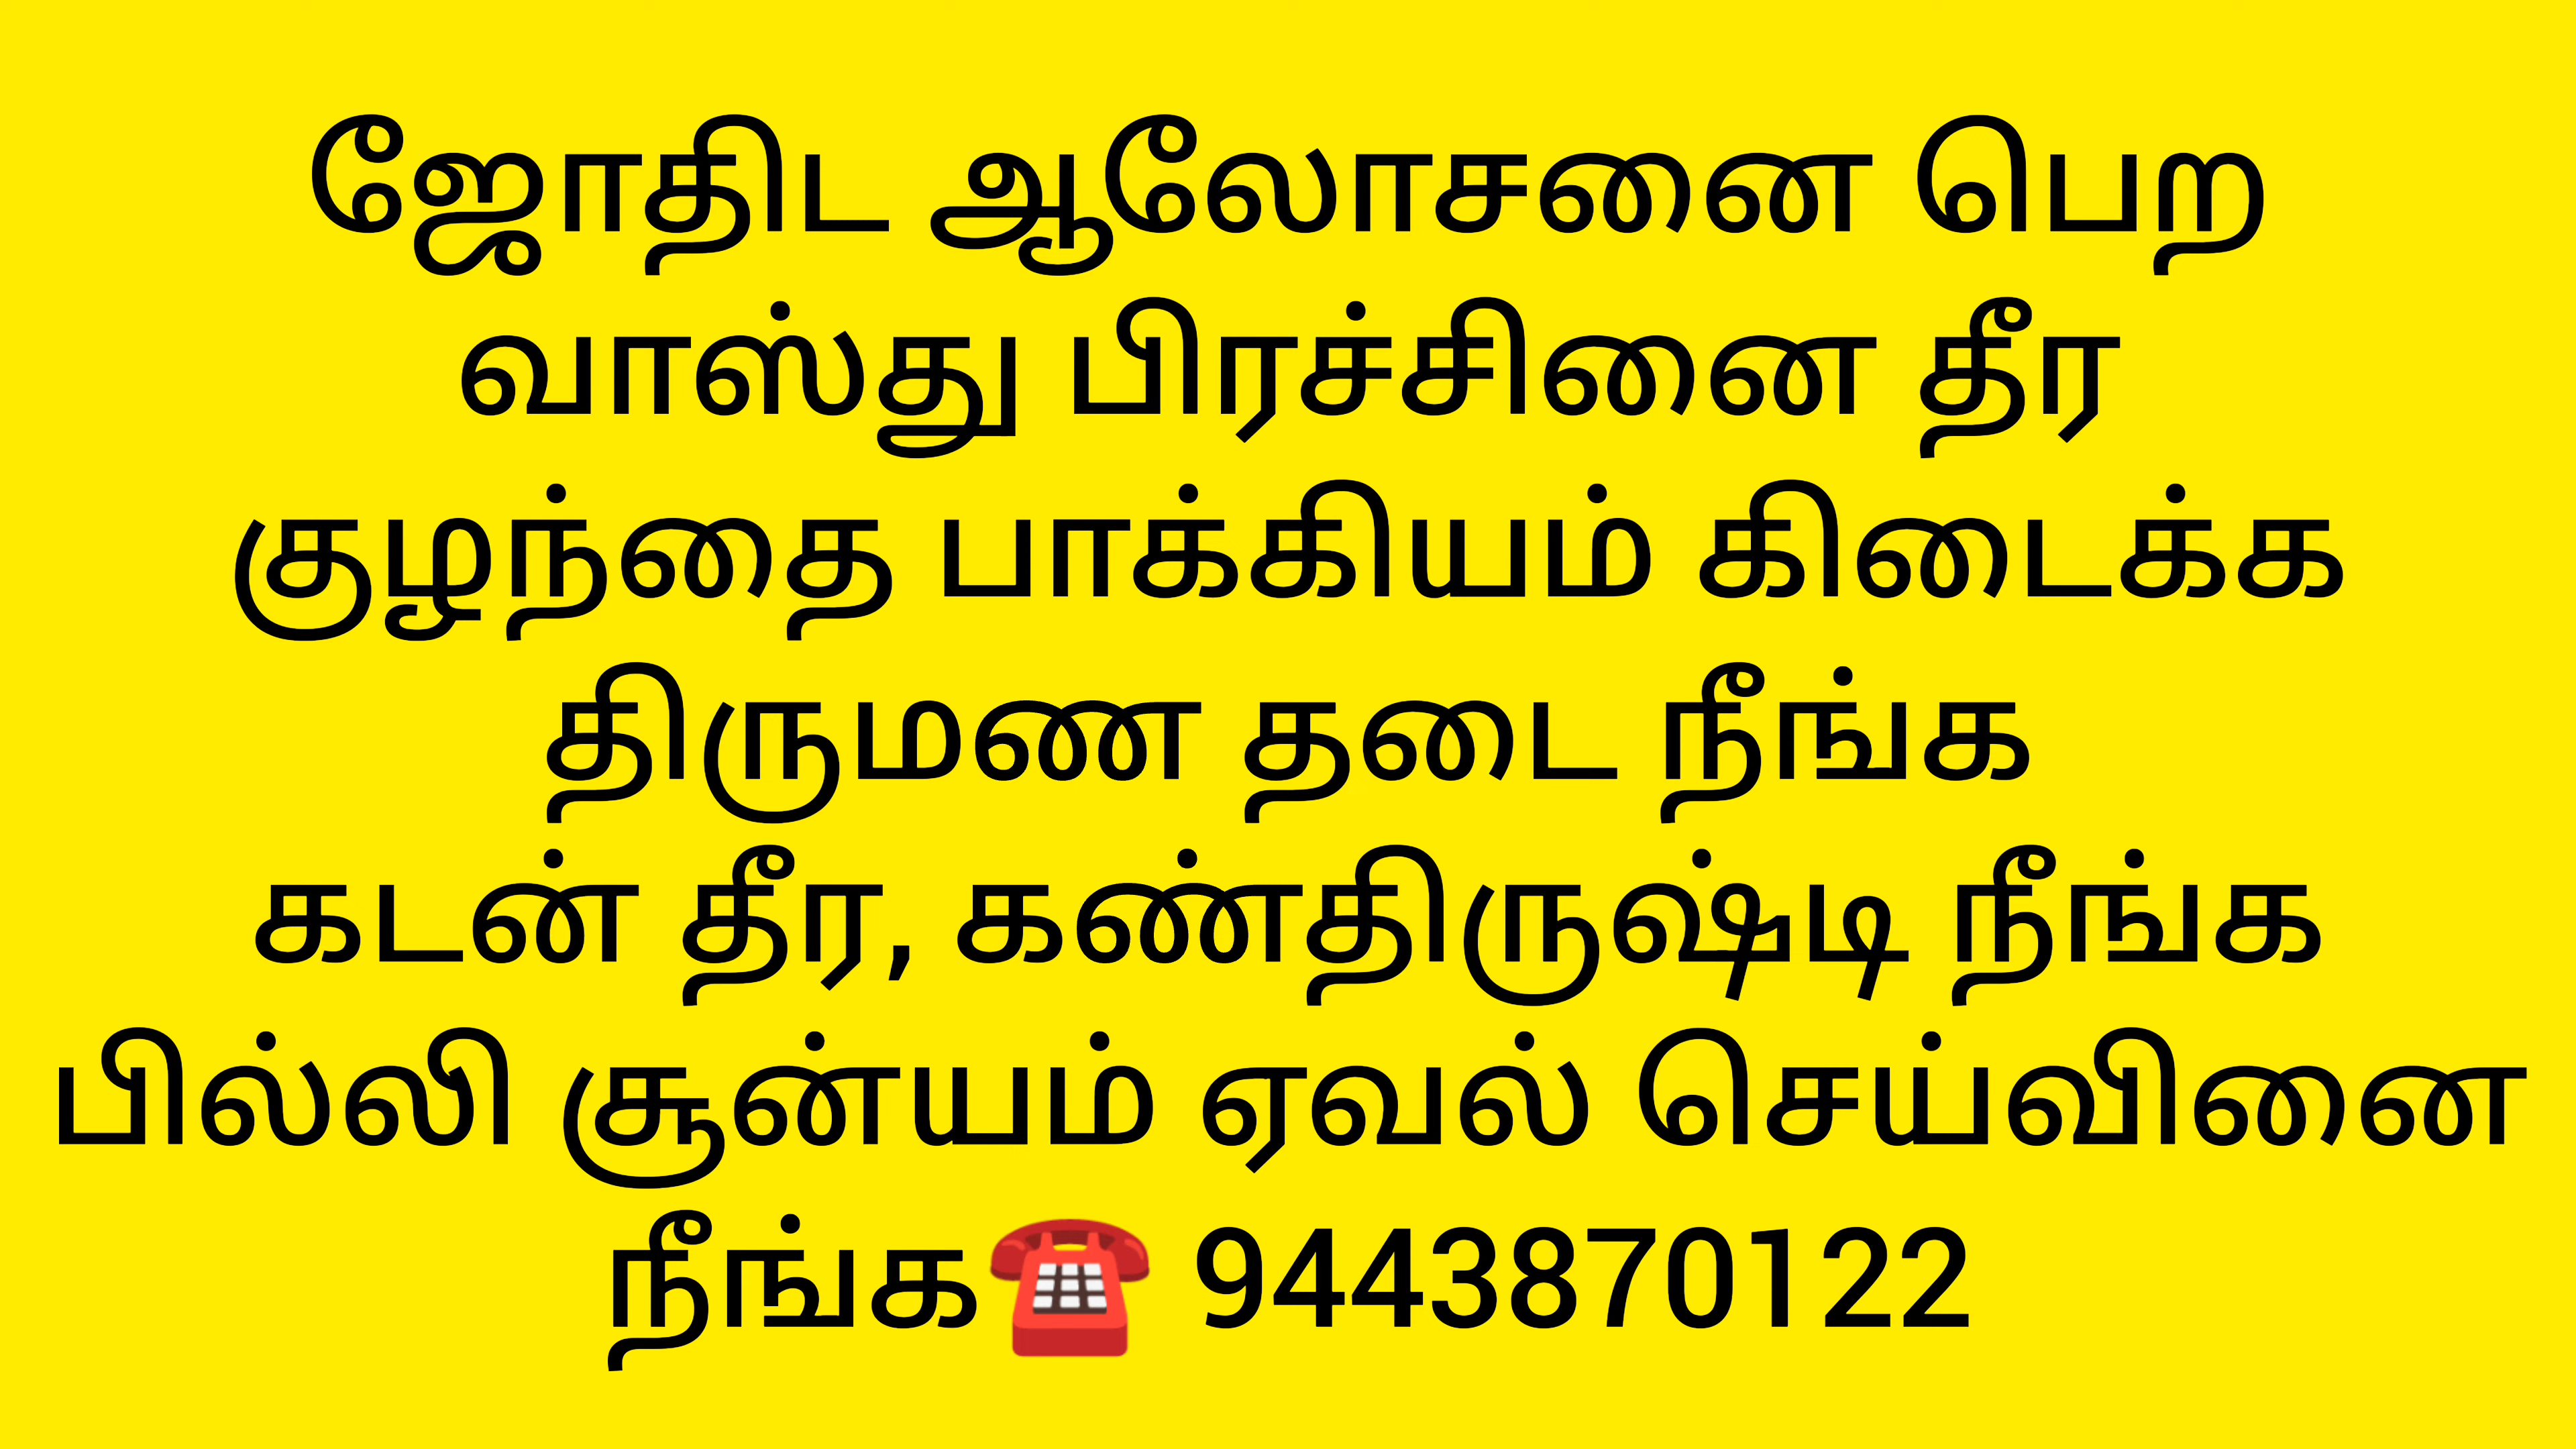 ஜோதிட ஆலோசனை பெற
வாஸ்து பிரச்சினை தீர
குழந்தை பாக்கியம் கிடைக்க
திருமண தடை நீங்க
கடன் தீர, கண்திருஷ்டி நீங்க
பில்லி சூன்யம் ஏவல் செய்வினை
நீங்க☎️ 9443870122